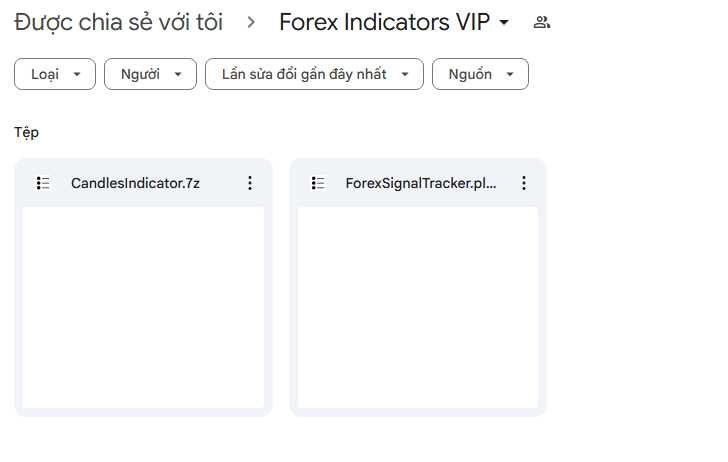 Được chia sẻ với tôi > Forex Indicators VIP
Loại Người Lần sửa đổi gần đây nhất Nguồn
Tệp
CandlesIndicator.7z ForexSignalTracker.pl...